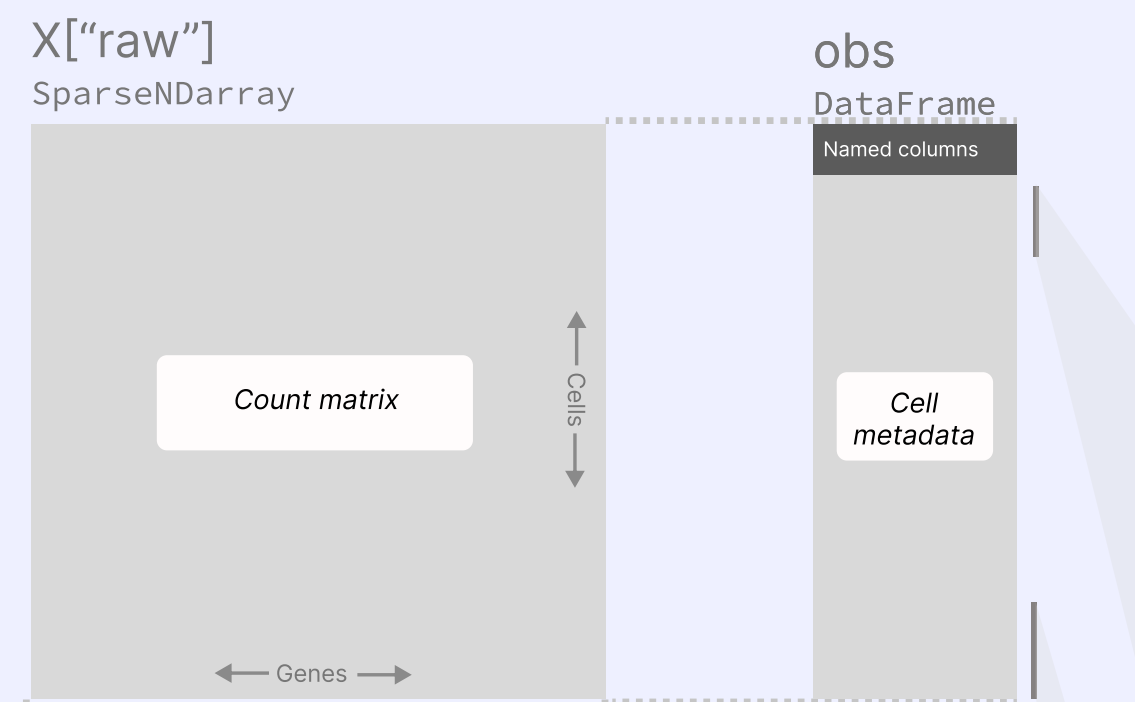 X[“raw”]
SparseNDarray
Count matrix
Cells
Genes
obs
DataFrame
Named columns
Cell
metadata